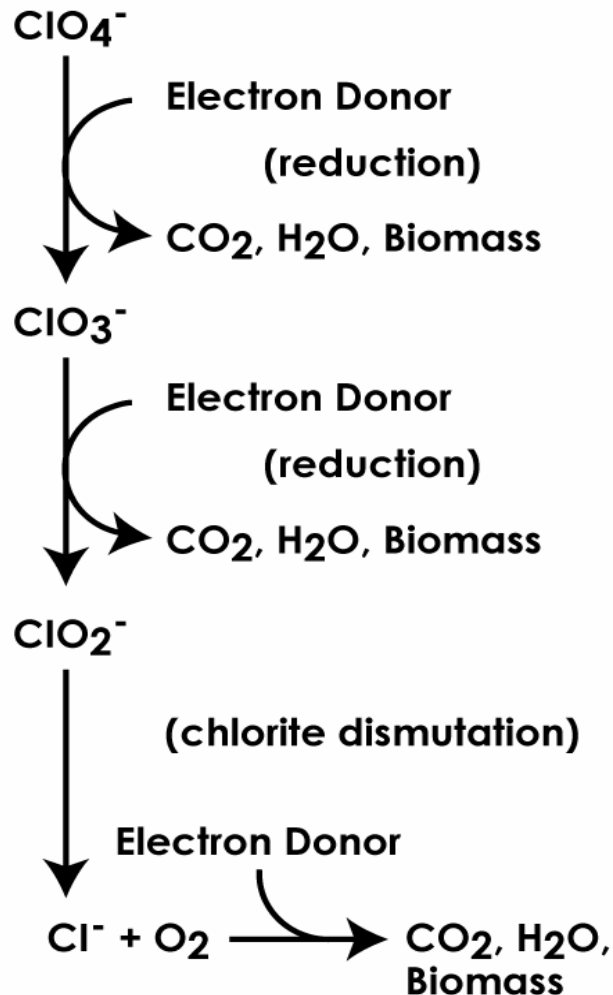 ClO4-
Electron Donor
(reduction)
CO2, H2O, Biomass
ClO3-
Electron Donor
(reduction)
CO2, H2O, Biomass
ClO2-
(chlorite dismutation)
Electron Donor
Cl- + O2
CO2, H2O,
Biomass